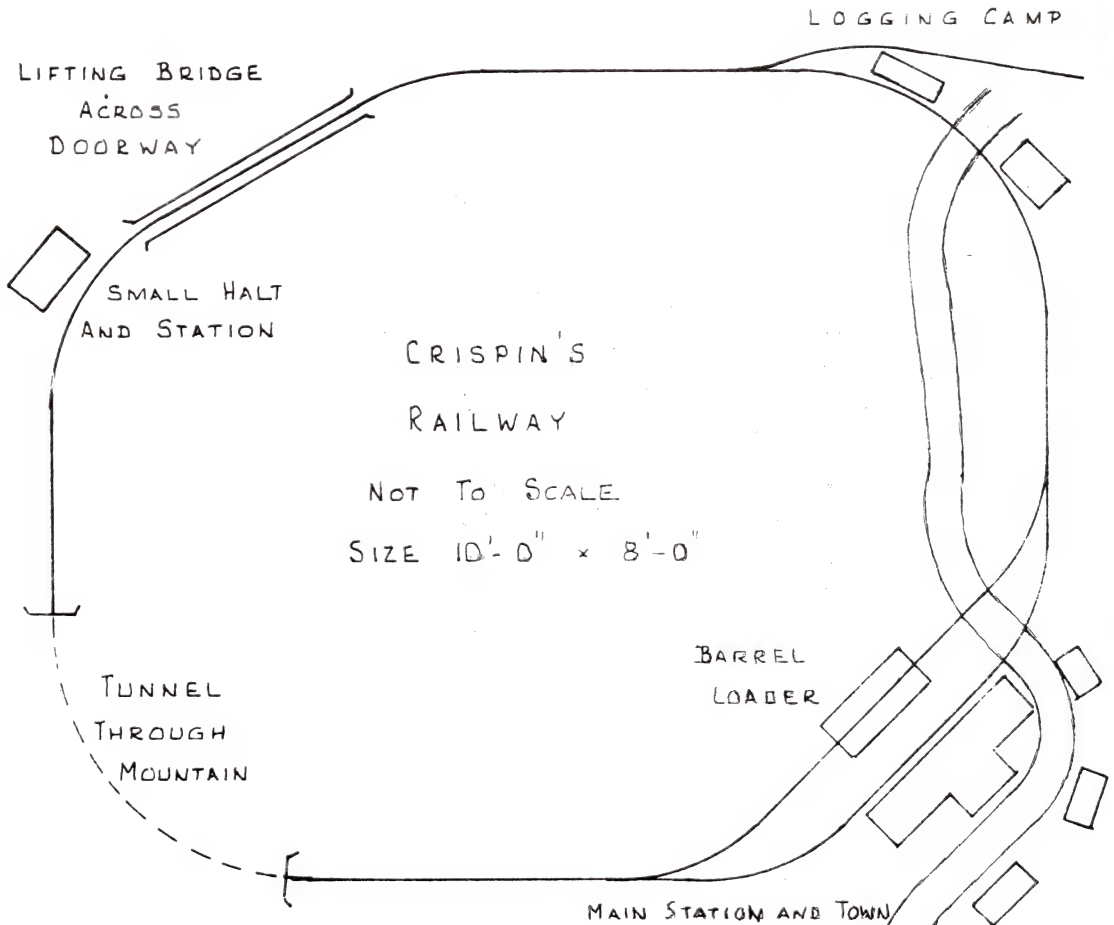 LOGGING CAMP
LIFTING BRIDGE
ACROSS
DOORWAY
SMALL HALT
AND STATION
CRISPIN'S
RAILWAY
NOT TO SCALE
SIZE 10'-0" x 8'-0"
BARREL
LOADER
TUNNEL
THROUGH
MOUNTAIN
MAIN STATION AND TOWN